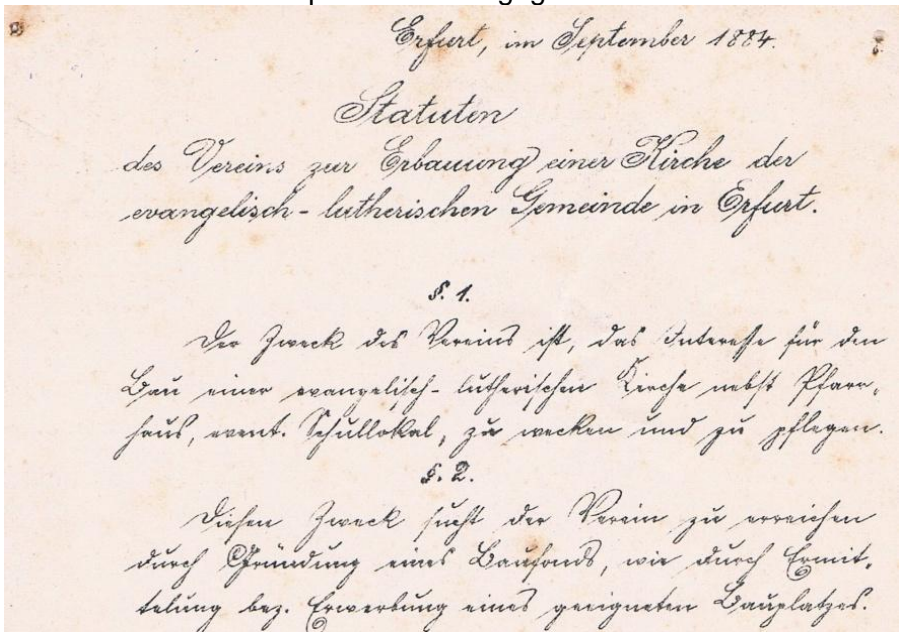 Erfurt, im September 1884.
Statuten
des Vereins zur Erbauung einer Kirche der
evangelisch-lutherischen Gemeinde in Erfurt.
§. 1.
Der Zweck des Vereins ist, das Interesse für den
Bau einer evangelisch-lutherischen Kirche nebst Pfarr-
haus, event. Schullokal, zu wecken und zu pflegen.
§. 2.
Diesen Zweck sucht der Verein zu erreichen
durch Gründung eines Baufonds, wie durch Ermit-
telung bez. Erwerbung eines geeigneten Bauplatzes.